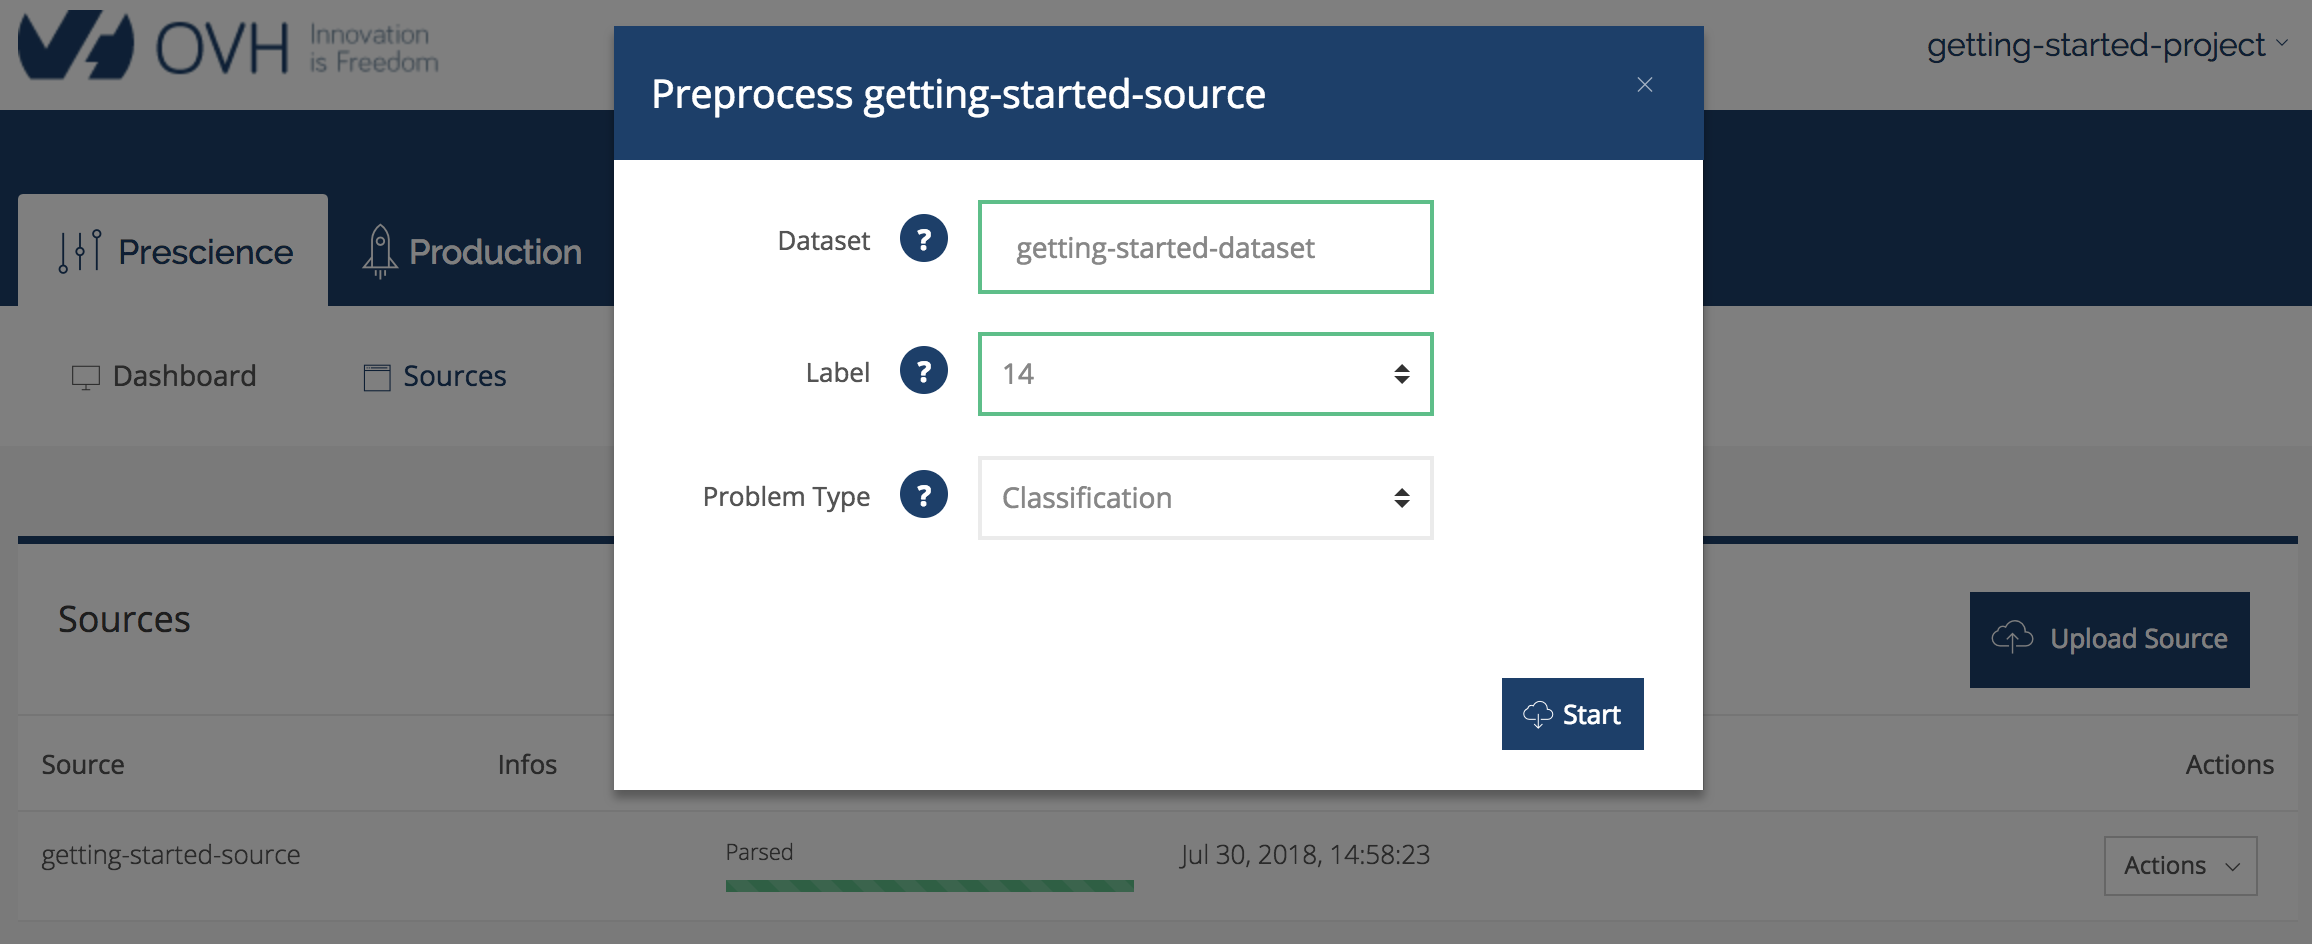 OVH
Innovation
is Freedom
getting-started-project
Preprocess getting-started-source
Prescience
Production
Dashboard
Sources
Dataset ? getting-started-dataset
Label ? 14
Problem Type ? Classification
Start
Sources
Upload Source
Source Infos Actions
getting-started-source Parsed Jul 30, 2018, 14:58:23 Actions